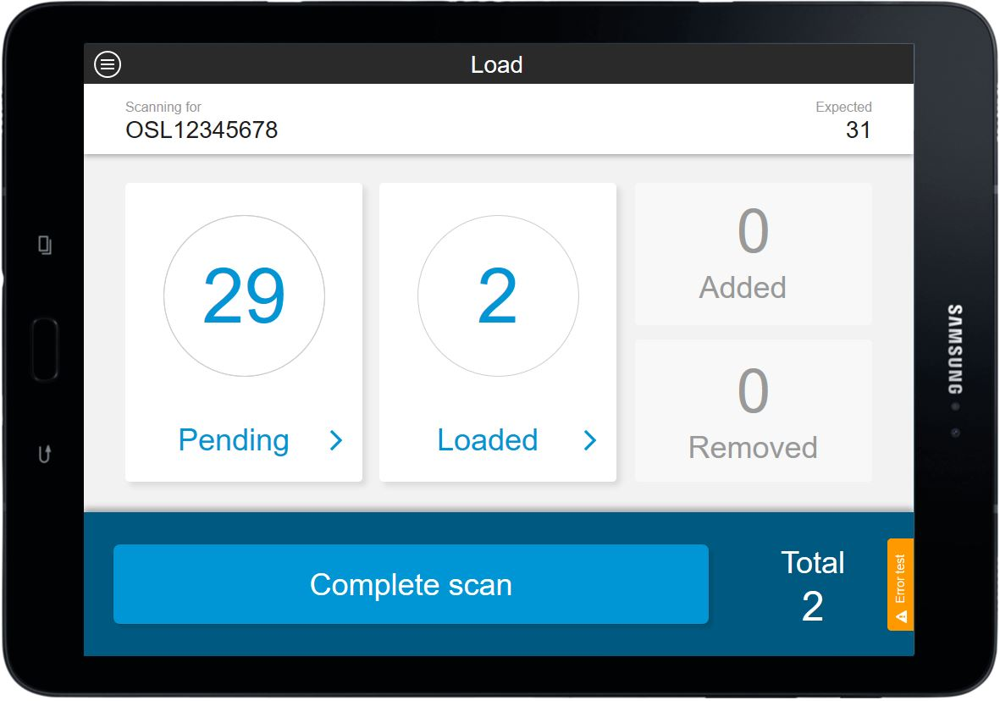 Load
Scanning for
OSL12345678
Expected
31
29
Pending
2
Loaded
0
Added
0
Removed
Complete scan
Total
2
Error test
SAMSUNG